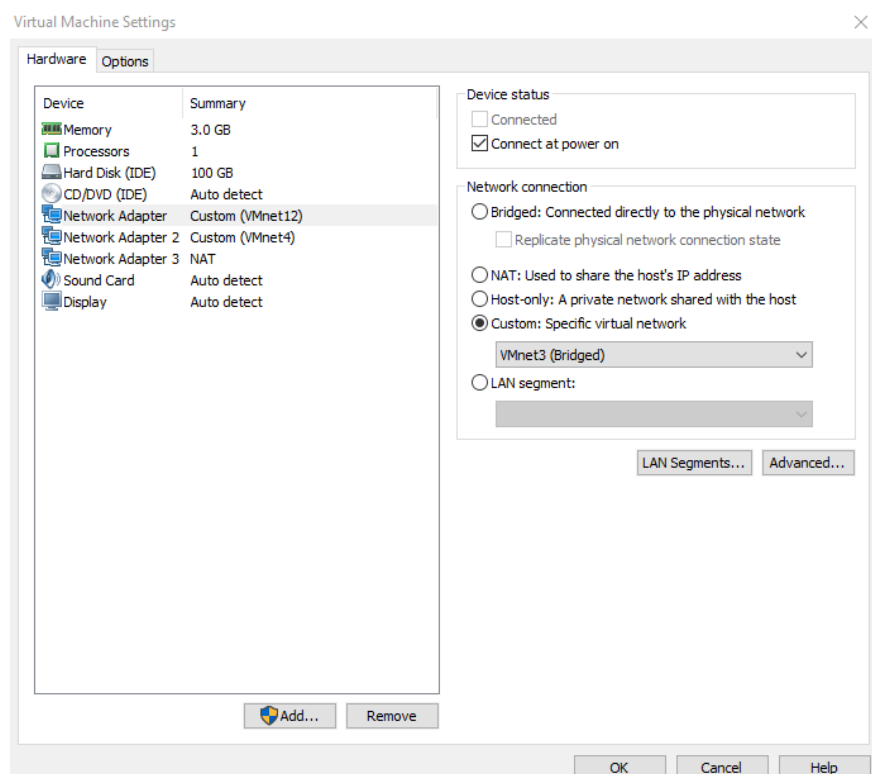 Virtual Machine Settings
Hardware
Options
Device Summary
Memory 3.0 GB
Processors 1
Hard Disk (IDE) 100 GB
CD/DVD (IDE) Auto detect
Network Adapter Custom (VMnet12)
Network Adapter 2 Custom (VMnet4)
Network Adapter 3 NAT
Sound Card Auto detect
Display Auto detect
Add...
Remove
Device status
Connected
Connect at power on
Network connection
Bridged: Connected directly to the physical network
Replicate physical network connection state
NAT: Used to share the host's IP address
Host-only: A private network shared with the host
Custom: Specific virtual network
VMnet3 (Bridged)
LAN segment:
LAN Segments...
Advanced...
OK
Cancel
Help